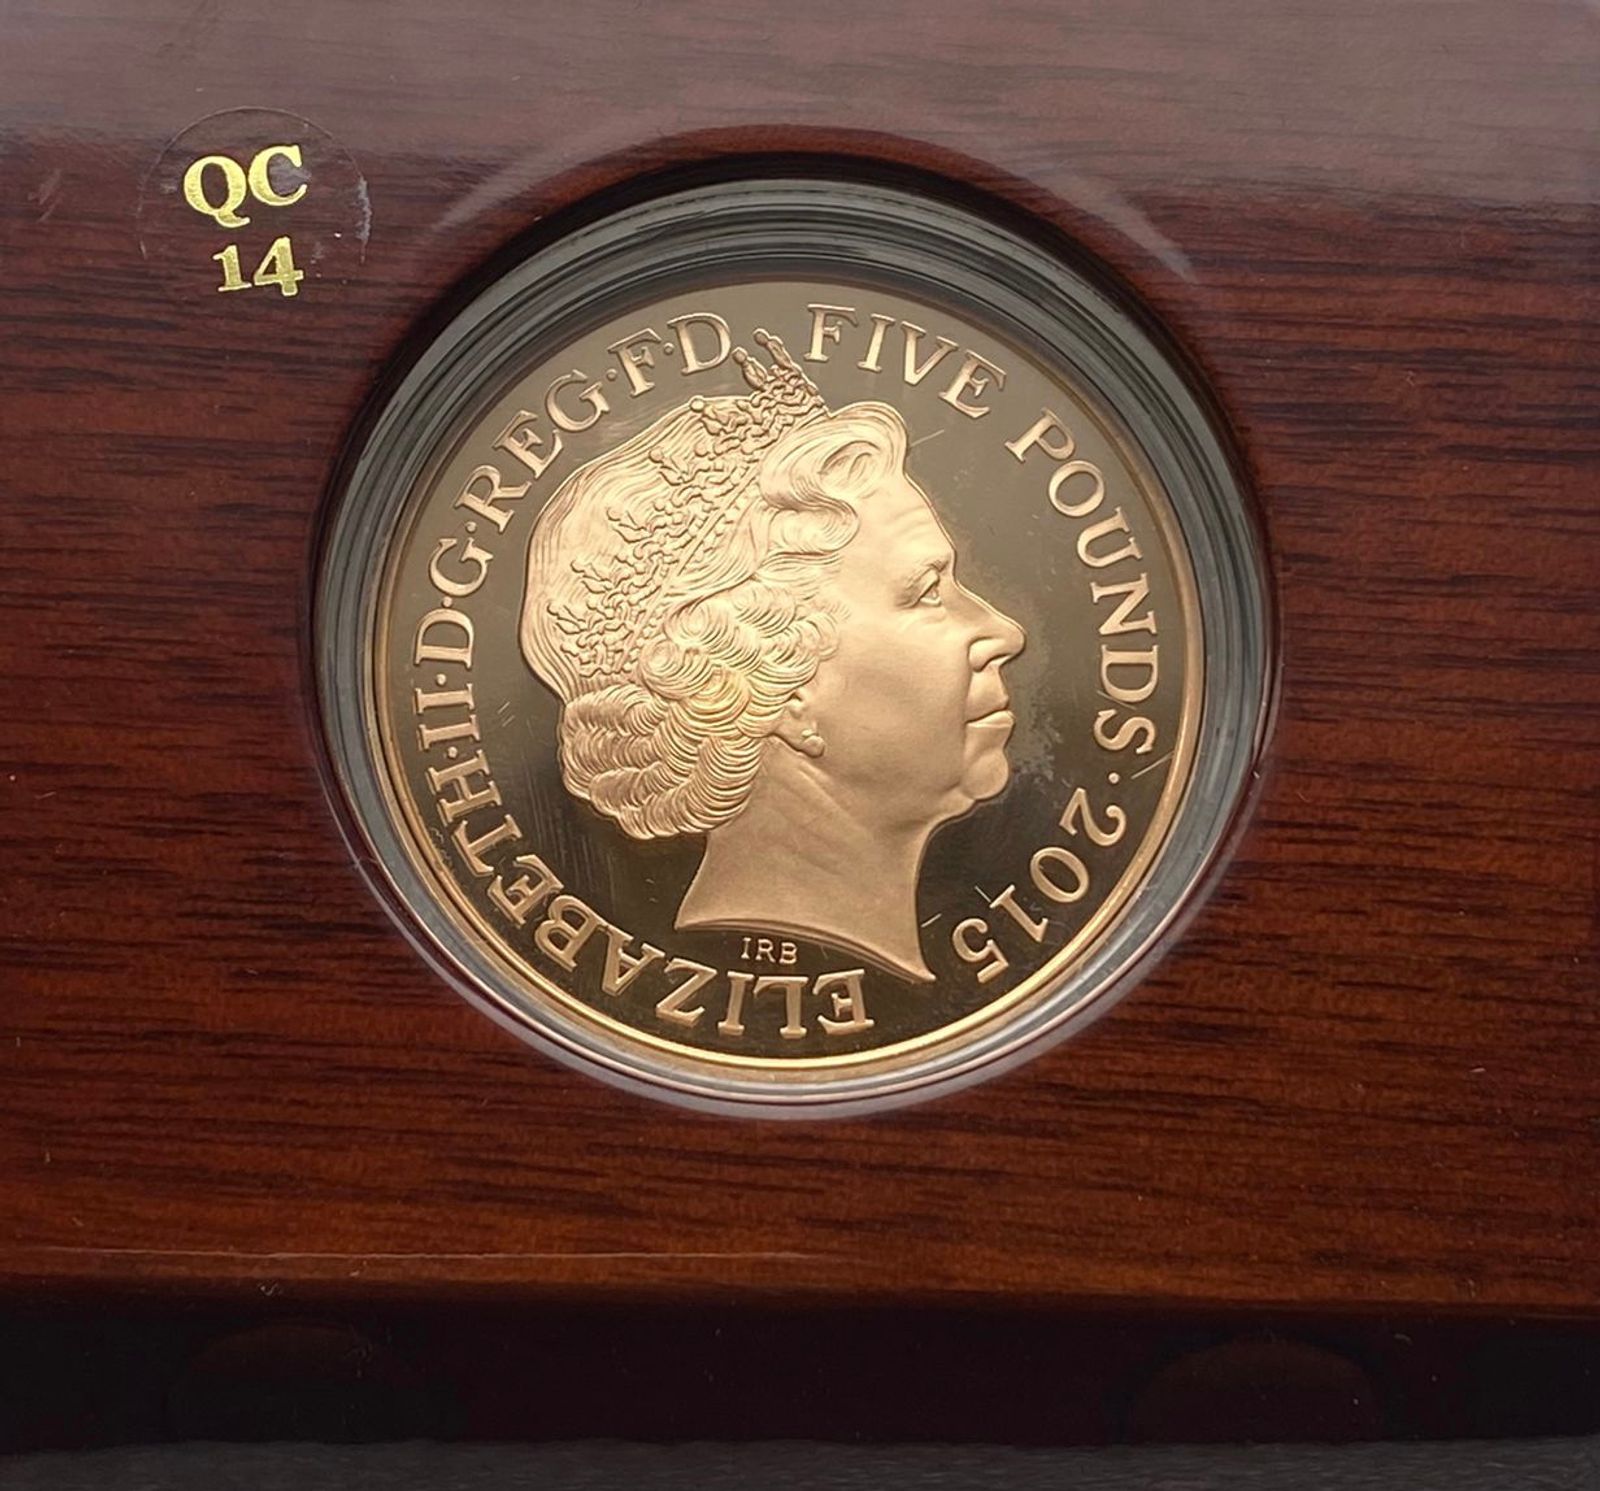 QC
14
ELIZABETH·II·D·G·REG·F·D
FIVE POUNDS·2015
IRB